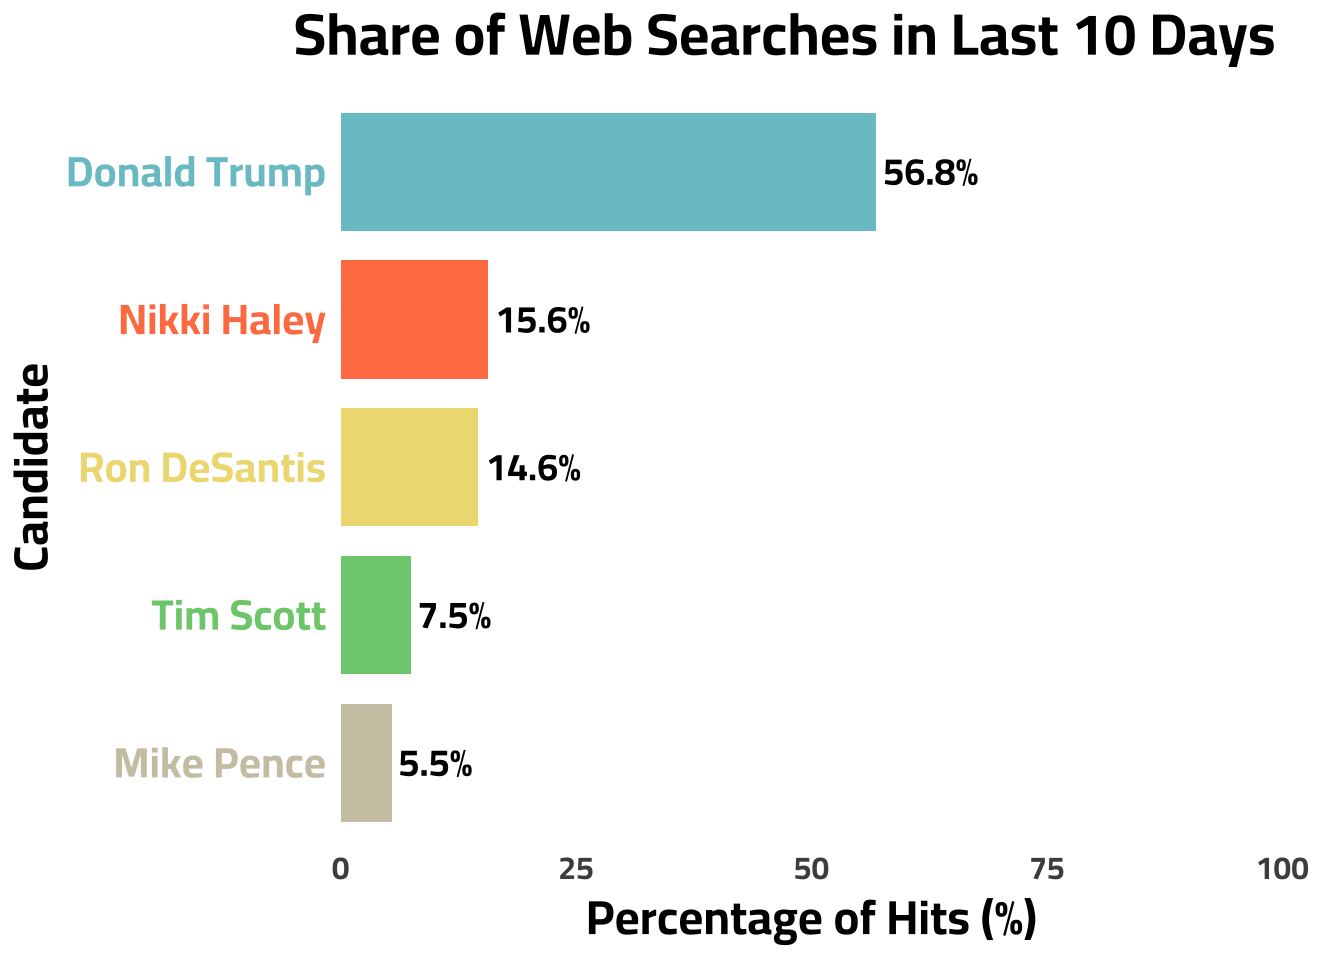 Share of Web Searches in Last 10 Days
Donald Trump
56.8%
Nikki Haley
15.6%
Ron DeSantis
14.6%
Tim Scott
7.5%
Mike Pence
5.5%
Candidate
0 25 50 75 100
Percentage of Hits (%)